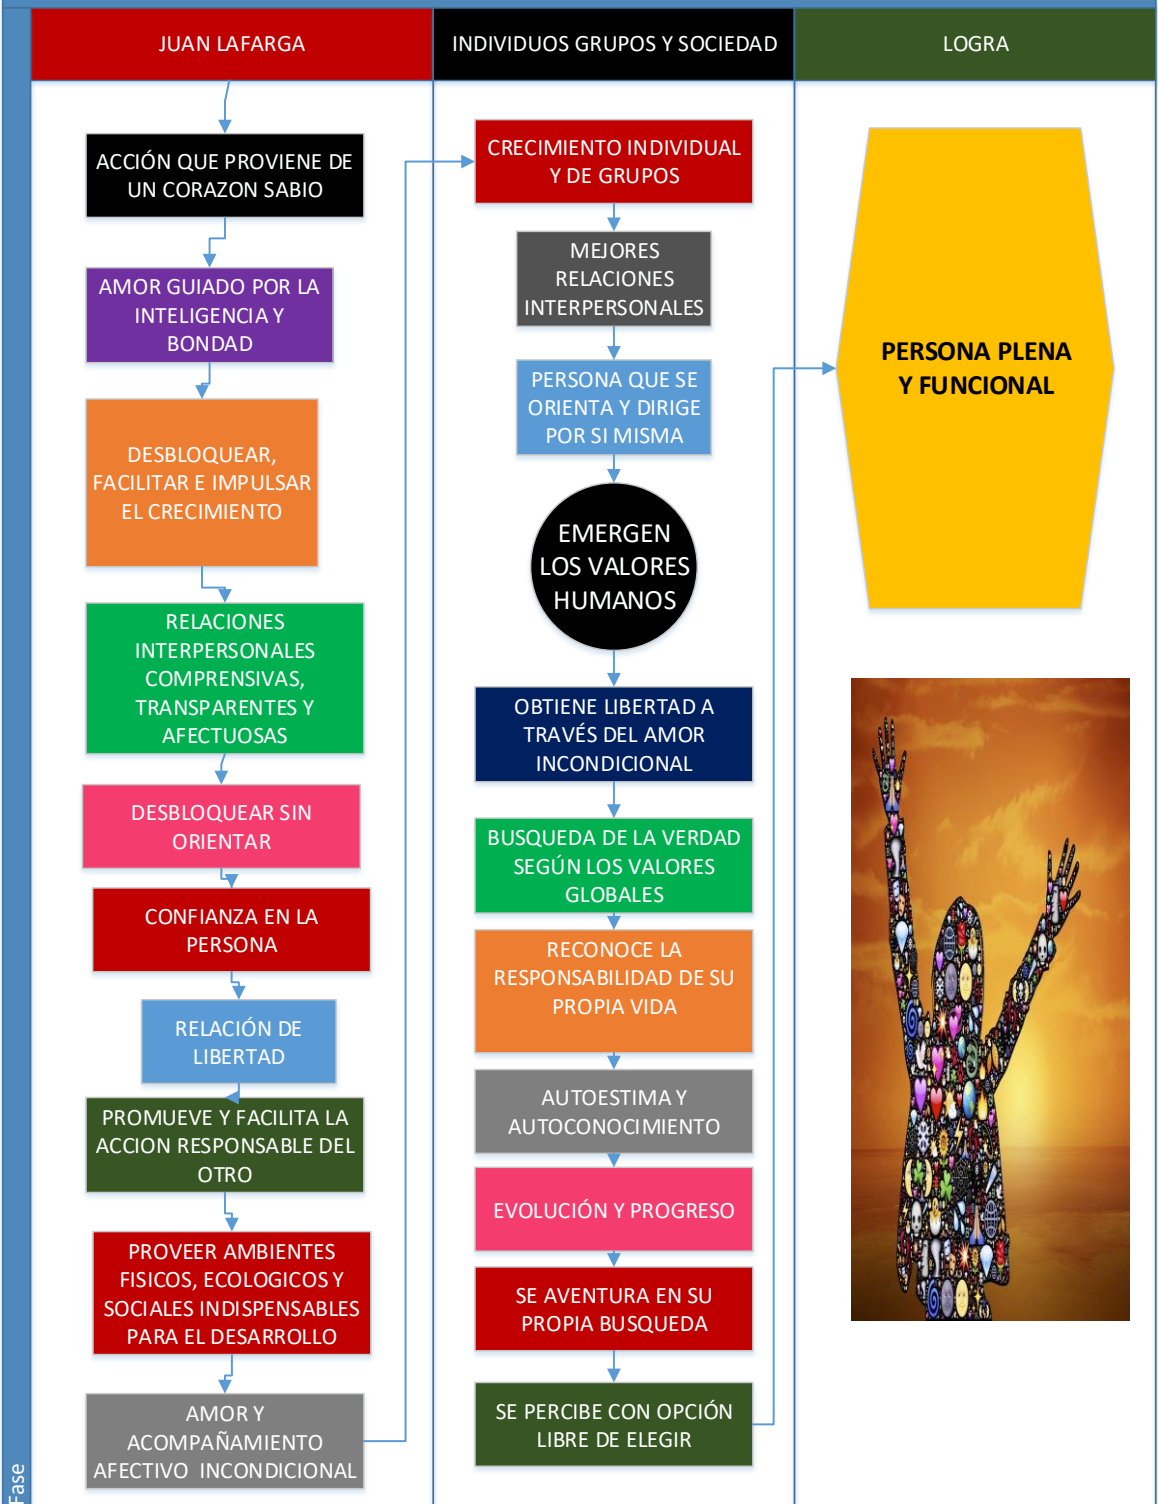 JUAN LAFARGA
INDIVIDUOS GRUPOS Y SOCIEDAD
LOGRA
ACCIÓN QUE PROVIENE DE
UN CORAZON SABIO
AMOR GUIADO POR LA
INTELIGENCIA Y
BONDAD
DESBLOQUEAR,
FACILITAR E IMPULSAR
EL CRECIMIENTO
RELACIONES
INTERPERSONALES
COMPRENSIVAS,
TRANSPARENTES Y
AFECTUOSAS
DESBLOQUEAR SIN
ORIENTAR
CONFIANZA EN LA
PERSONA
RELACIÓN DE
LIBERTAD
PROMUEVE Y FACILITA LA
ACCION RESPONSABLE DEL
OTRO
PROVEER AMBIENTES
FISICOS, ECOLOGICOS Y
SOCIALES INDISPENSABLES
PARA EL DESARROLLO
AMOR Y
ACOMPAÑAMIENTO
AFECTIVO INCONDICIONAL
CRECIMIENTO INDIVIDUAL
Y DE GRUPOS
MEJORES
RELACIONES
INTERPERSONALES
PERSONA QUE SE
ORIENTA Y DIRIGE
POR SI MISMA
EMERGEN
LOS VALORES
HUMANOS
OBTIENE LIBERTAD A
TRAVÉS DEL AMOR
INCONDICIONAL
BUSQUEDA DE LA VERDAD
SEGÚN LOS VALORES
GLOBALES
RECONOCE LA
RESPONSABILIDAD DE SU
PROPIA VIDA
AUTOESTIMA Y
AUTOCONOCIMIENTO
EVOLUCIÓN Y PROGRESO
SE AVENTURA EN SU
PROPIA BUSQUEDA
SE PERCIBE CON OPCIÓN
LIBRE DE ELEGIR
PERSONA PLENA
Y FUNCIONAL
Fase